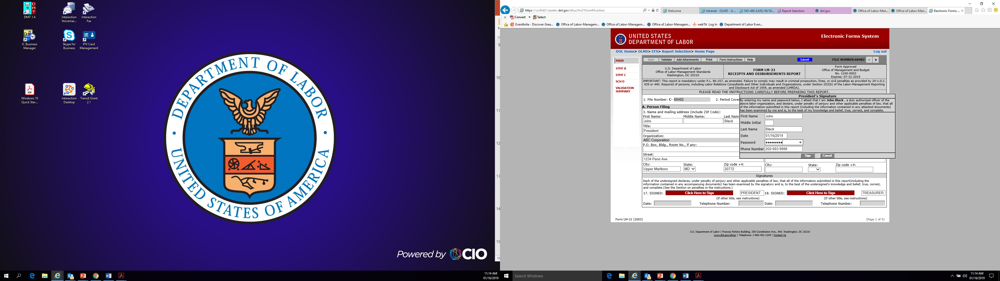 DMT 1.4
Interaction Voicemai...
Interaction Fax
IC Business Manager
Skype for Business
PIV Card Management
Windows 10 Quick Star...
Interaction Desktop
Transit Grant 2.1
DEPARTMENT OF LABOR
UNITED STATES OF AMERICA
Powered by CIO
9
10
11
12
13
14
15
11:14 AM
01/16/2019
https://csvlhd21.esadev.dol.gov/efsui/lm21Formfill.action
Welcome
Intranet - OLMS - U....
545-486 (LM2) 06/30...
Report Selection
dol.gov
Office of Labor-Man...
Office of Labor-Man...
Electronic Forms ...
x Convert Select
Eventbrite - Discover Grea...
Office of Labor-Managem...
Office of Labor-Managem...
Office of Labor-Managem...
webTA Log In
Department of Labor Even...
UNITED STATES
DEPARTMENT OF LABOR
Electronic Forms System
DOL Home> OLMS> EFS> Report Selection> Home Page
Log out
MAIN
STMT B
STMT C
SCH D
VALIDATION SUMMARY
Save Validate Add Attachments Print Form Instructions Help Submit FILE NUMBER:68482 < >
U.S. Department of Labor
Office of Labor-Management Standards
Washington, DC 20210
FORM LM-21
RECEIPTS AND DISBURSEMENTS REPORT
Form Approved
Office of Management and Budget
No. 1245-0003
Expires: 07-31-2019
IMPORTANT: This report is mandatory under P.L. 86-257, as amended. Failure to comply may result in criminal prosecution, fines, or civil penalties as provided by 29 U.S.C.
439 or 440. Required of persons, including Labor Relations Consultants and Other Individuals and Organizations, under Section 203(b) of the Labor-Management Reporting
and Disclosure Act of 1959, as amended (LMRDA).
PLEASE READ THE INSTRUCTIONS CAREFULLY BEFORE PREPARING THIS REPORT.
1. File Number: C- 68482
2. Period Cove
A. Person Filing
3. Name and mailing address (include ZIP Code):
First Name: Middle Name: Last Nam
John Black
Title:
President
Organization:
ABC Corporation
P.O. Box, Bldg., Room No., if any:
Street:
1234 Penn Ave
City: State: Zip code +4:
Upper Marlboro MD 20772
City: State: Zip code +4:
President's Signature
By entering my name and password below, I attest that I am John Black , a duly authorized officer of the
above labor organization, and declare, under penalty of perjury and other applicable penalties of law, that all
of the information submitted in this report (including the information contained in any attached documents)
has been examined by me and is, to the best of my knowledge and belief, true, correct, and complete.
First Name John
Middle Initial
Last Name Black
Date 01/16/2019
Password ••••••••
Phone Number 202-693-9999
Sign Cancel
Signatures
Each of the undersigned declares, under penalty of perjury and other applicable penalties of law, that all of the information submitted in this report(including the
information contained in any accompanying documents) has been examined by the signatory and is, to the best of the undersigned's knowledge and belief, true, correct,
and complete.(See the Section on penalties in the instructions.)
17. SIGNED: Click Here to Sign PRESIDENT 18. SIGNED: Click Here to Sign TREASURER
(If other title, see instructions) (If other title, see instructions)
Date: Telephone Number: Date: Telephone Number:
Form LM-21 (2003)
(Page 1 of 5)
U.S. Department of Labor | Frances Perkins Building, 200 Constitution Ave., NW, Washington, DC 20210
www.dol.gov/olms/ | Telephone: 1-866-401-1109 | Contact Us
Search Windows
11:14 AM
01/16/2019